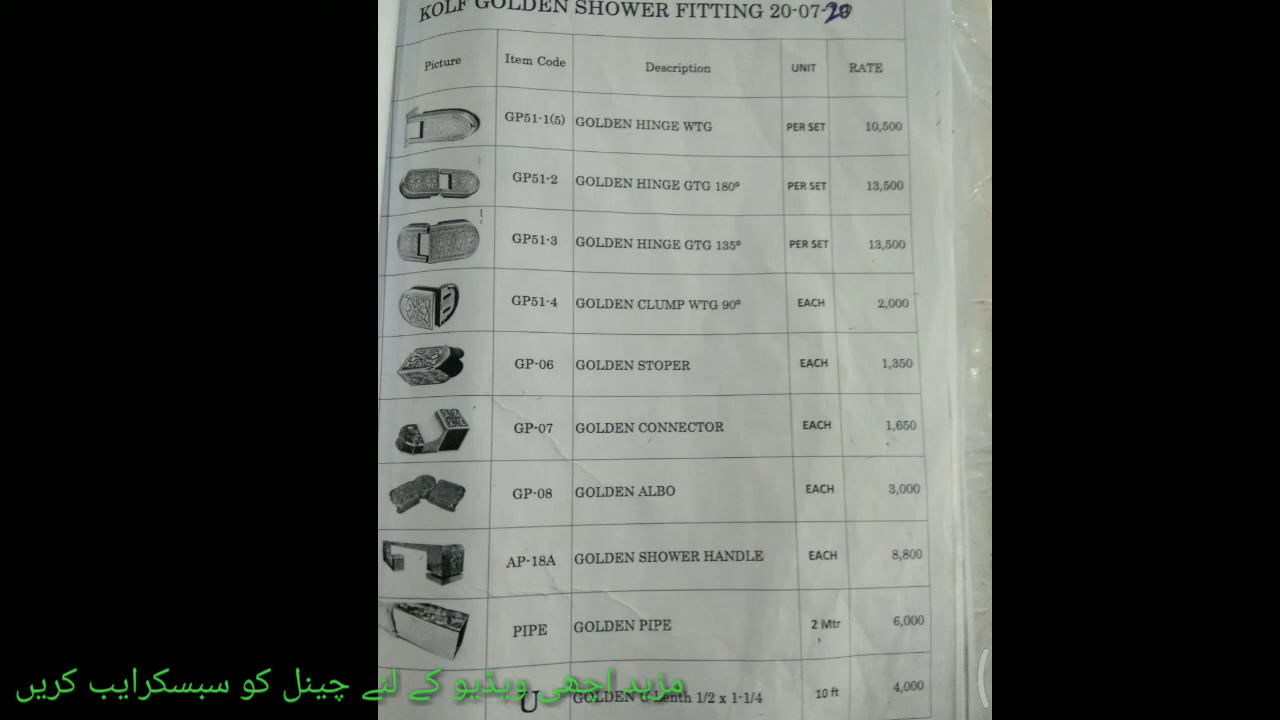 KOLF GOLDEN SHOWER FITTING 20-07-20
Picture Item Code Description UNIT RATE
GP51-1(5) GOLDEN HINGE WTG PER SET 10,500
GP51-2 GOLDEN HINGE GTG 180° PER SET 13,500
GP51-3 GOLDEN HINGE GTG 135° PER SET 13,500
GP51-4 GOLDEN CLUMP WTG 90° EACH 2,000
GP-06 GOLDEN STOPER EACH 1,350
GP-07 GOLDEN CONNECTOR EACH 1,650
GP-08 GOLDEN ALBO EACH 3,000
AP-18A GOLDEN SHOWER HANDLE EACH 8,800
PIPE GOLDEN PIPE 2 Mtr 6,000
U GOLDEN U Lenth 1/2 x 1-1/4 10 ft 4,000
مزید اچھی ویڈیو کے لئے چینل کو سبسکرایب کریں